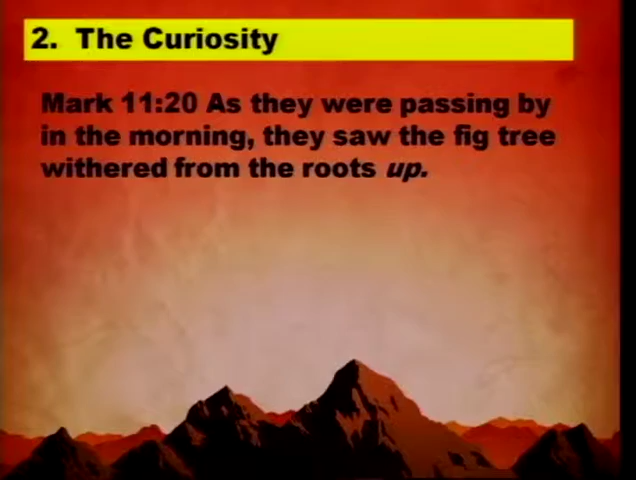 2. The Curiosity
Mark 11:20 As they were passing by
in the morning, they saw the fig tree
withered from the roots up.